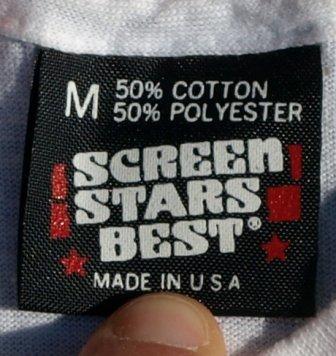 M 50% COTTON
50% POLYESTER
SCREEN
STARS
BEST®
MADE IN U S A